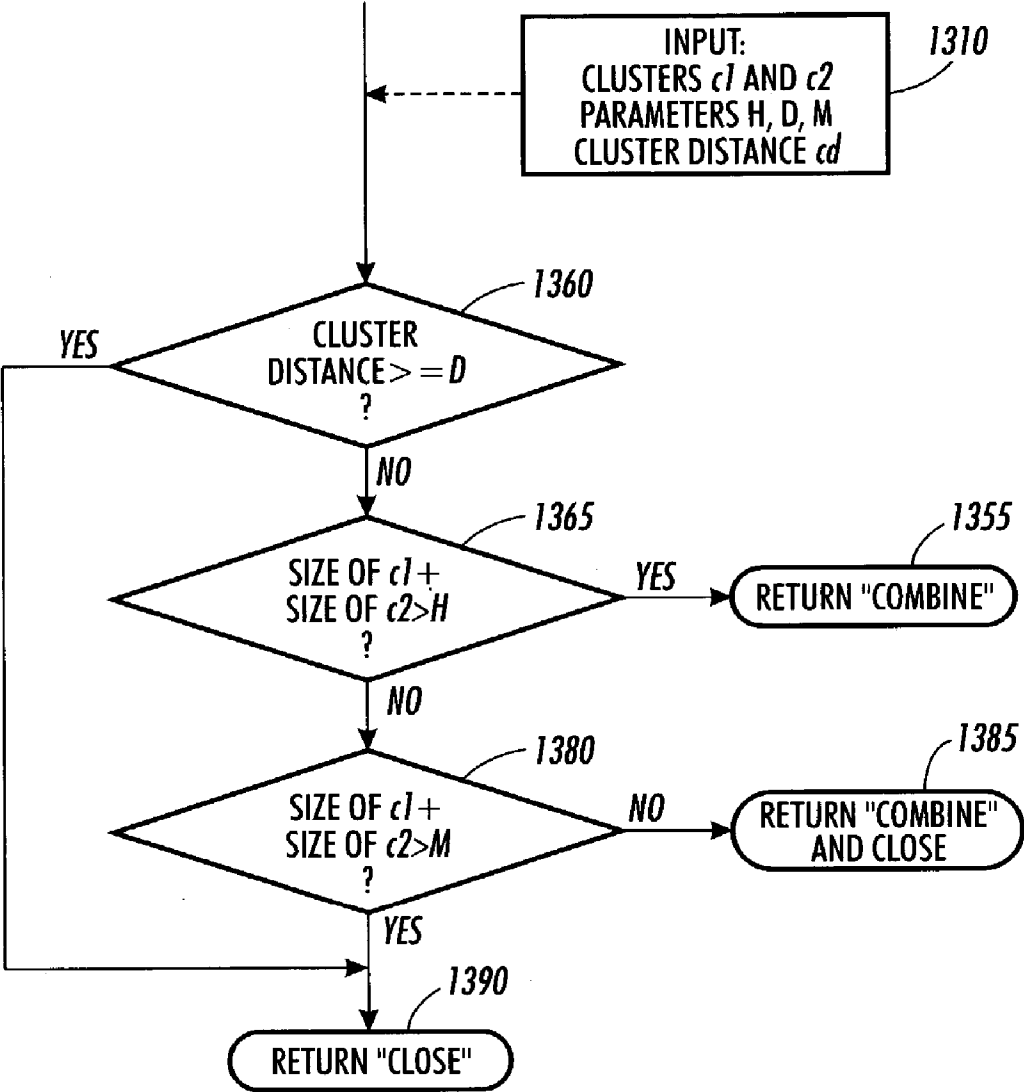 INPUT:
CLUSTERS c1 AND c2
PARAMETERS H, D, M
CLUSTER DISTANCE cd
1310
1360
YES
CLUSTER
DISTANCE> =D
?
NO
1365
SIZE OF c1+
SIZE OF c2>H
?
YES
1355
RETURN "COMBINE"
NO
1380
SIZE OF c1+
SIZE OF c2>M
?
NO
1385
RETURN "COMBINE"
AND CLOSE
YES
1390
RETURN "CLOSE"